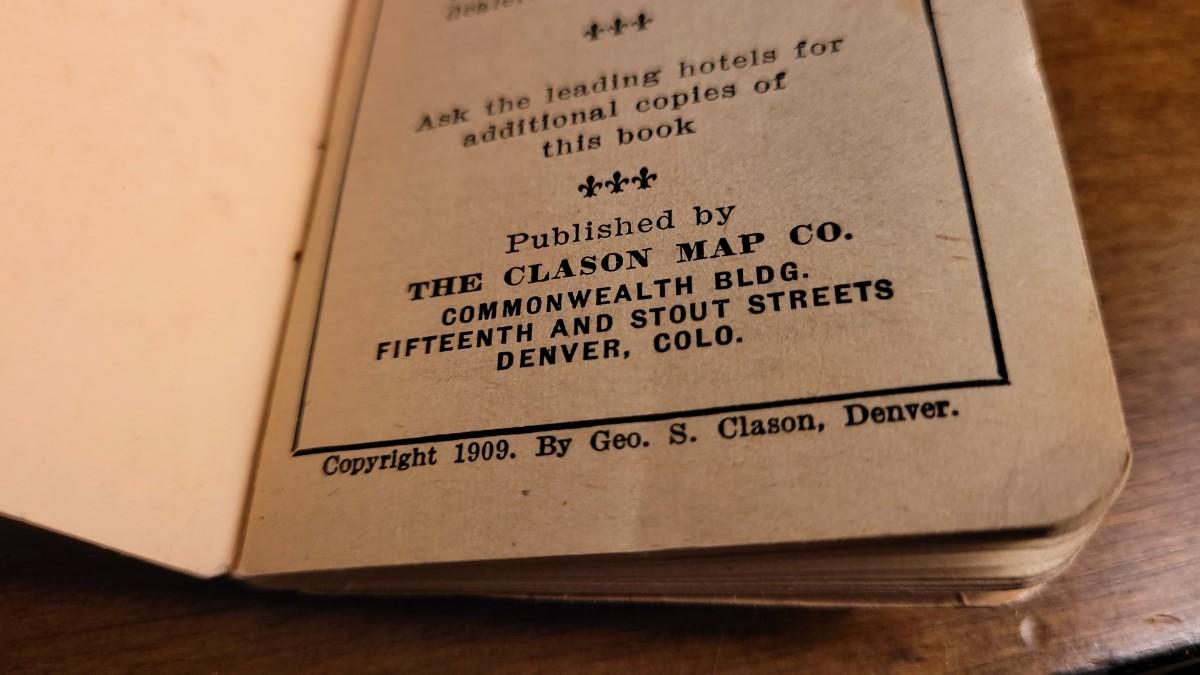 Ask the leading hotels for
additional copies of
this book
Published by
THE CLASON MAP CO.
COMMONWEALTH BLDG.
FIFTEENTH AND STOUT STREETS
DENVER, COLO.
Copyright 1909. By Geo. S. Clason, Denver.